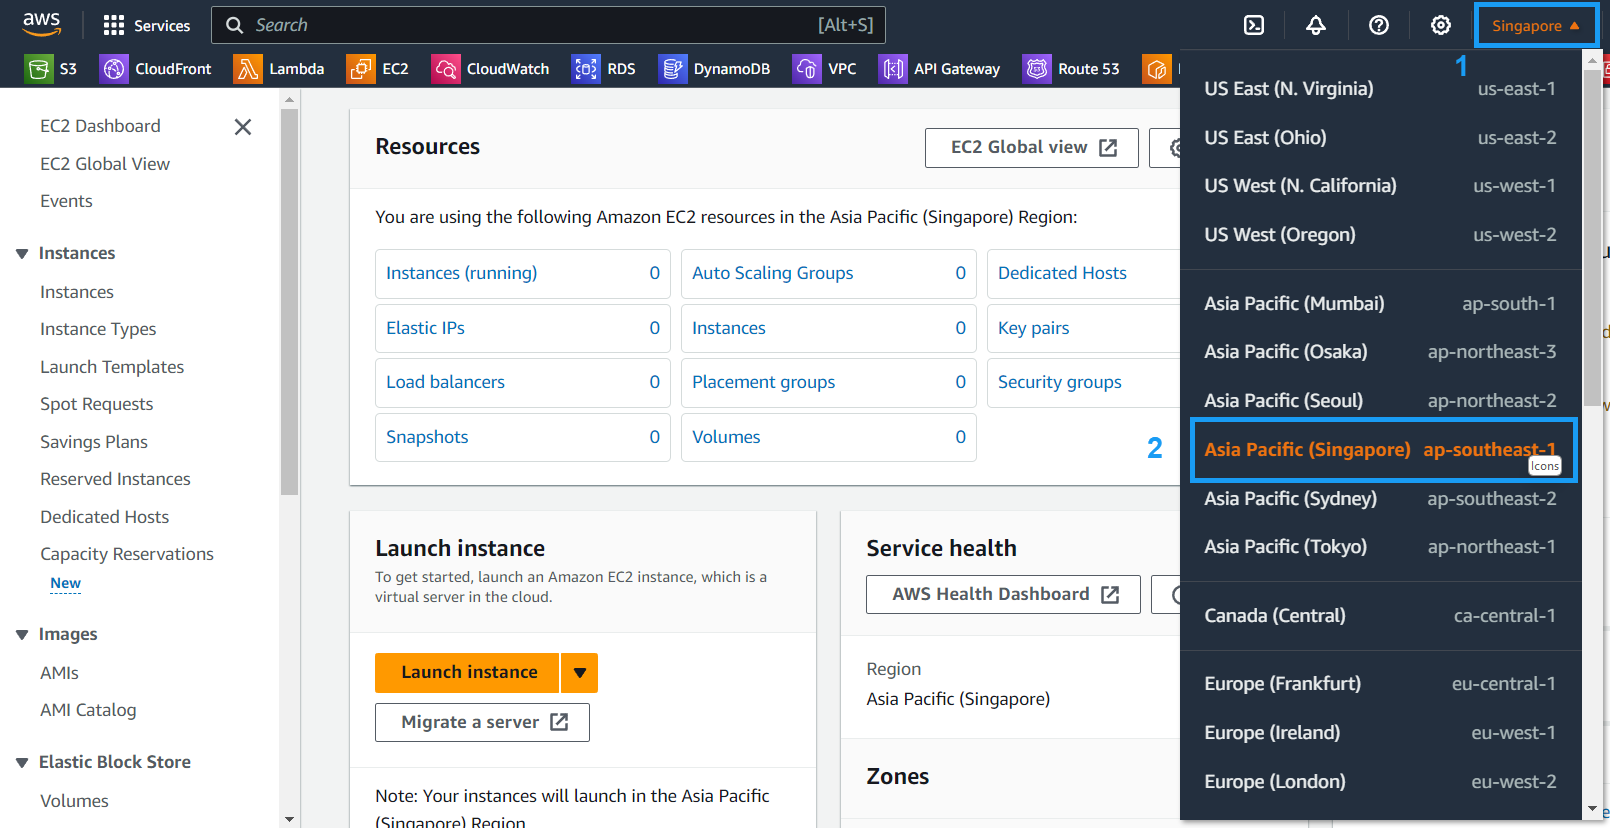 aws
Services
Search
[Alt+S]
Singapore
S3
CloudFront
Lambda
EC2
CloudWatch
RDS
DynamoDB
VPC
API Gateway
Route 53
1
EC2 Dashboard
EC2 Global View
Events
Instances
Instances
Instance Types
Launch Templates
Spot Requests
Savings Plans
Reserved Instances
Dedicated Hosts
Capacity Reservations
New
Images
AMIs
AMI Catalog
Elastic Block Store
Volumes
Resources
EC2 Global view
You are using the following Amazon EC2 resources in the Asia Pacific (Singapore) Region:
Instances (running) 0
Auto Scaling Groups 0
Dedicated Hosts
Elastic IPs 0
Instances 0
Key pairs
Load balancers 0
Placement groups 0
Security groups
Snapshots 0
Volumes 0
2
Launch instance
To get started, launch an Amazon EC2 instance, which is a
virtual server in the cloud.
Launch instance
Migrate a server
Note: Your instances will launch in the Asia Pacific
(Singapore) Region
Service health
AWS Health Dashboard
Region
Asia Pacific (Singapore)
Zones
US East (N. Virginia) us-east-1
US East (Ohio) us-east-2
US West (N. California) us-west-1
US West (Oregon) us-west-2
Asia Pacific (Mumbai) ap-south-1
Asia Pacific (Osaka) ap-northeast-3
Asia Pacific (Seoul) ap-northeast-2
Asia Pacific (Singapore) ap-southeast-1
Icons
Asia Pacific (Sydney) ap-southeast-2
Asia Pacific (Tokyo) ap-northeast-1
Canada (Central) ca-central-1
Europe (Frankfurt) eu-central-1
Europe (Ireland) eu-west-1
Europe (London) eu-west-2